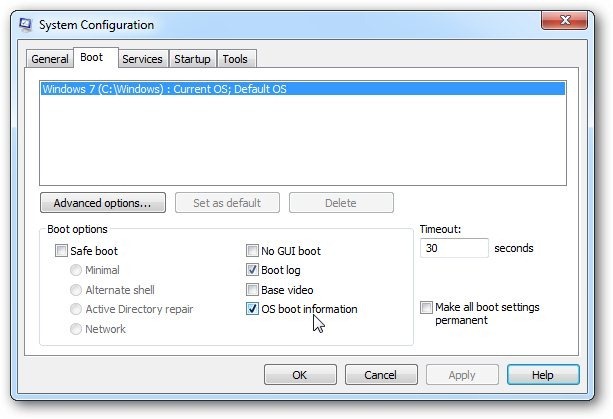 System Configuration
General Boot Services Startup Tools
Windows 7 (C:\Windows) : Current OS; Default OS
Advanced options... Set as default Delete
Boot options
Safe boot
Minimal
Alternate shell
Active Directory repair
Network
No GUI boot
Boot log
Base video
OS boot information
Timeout:
30 seconds
Make all boot settings
permanent
OK Cancel Apply Help